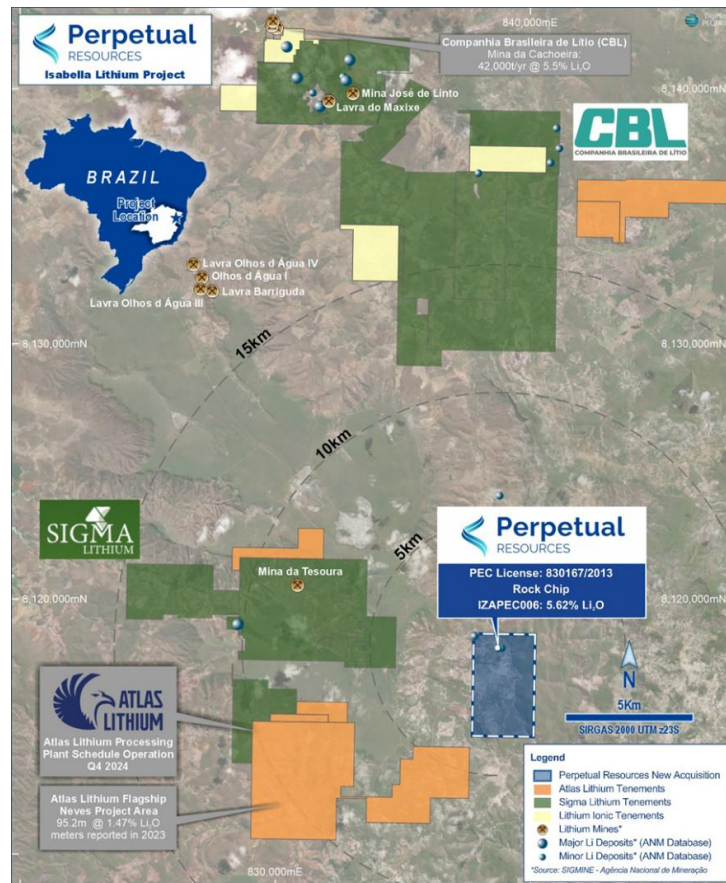 Perpetual
RESOURCES
Isabella Lithium Project
840,000mE
Companhia Brasileira de Lítio (CBL)
Mina da Cachoeira:
42,000t/yr @ 5.5% Li₂O
8,140,000mN
Mina José de Linto
Lavra do Maxixe
CBL
COMPANHIA BRASILEIRA DE LÍTIO
BRAZIL
Project
Location
Lavra Olhos d Água IV
Olhos d Água I
Lavra Barriguda
Lavra Olhos d Água III
8,130,000mN
8,130,000mN
15km
10km
5km
SIGMA
LITHIUM
Mina da Tesoura
Perpetual
RESOURCES
PEC License: 830167/2013
Rock Chip
IZAPEC006: 5.62% Li₂O
8,120,000mN
8,120,000mN
N
5Km
SIRGAS 2000 UTM z23S
ATLAS
LITHIUM
Atlas Lithium Processing
Plant Schedule Operation
Q4 2024
Atlas Lithium Flagship
Neves Project Area
95.2m @ 1.47% Li₂O
meters reported in 2023
830,000mE
Legend
Perpetual Resources New Acquisition
Atlas Lithium Tenements
Sigma Lithium Tenements
Lithium Ionic Tenements
Lithium Mines*
Major Li Deposits* (ANM Database)
Minor Li Deposits* (ANM Database)
*Source: SIGMINE - Agência Nacional de Mineração